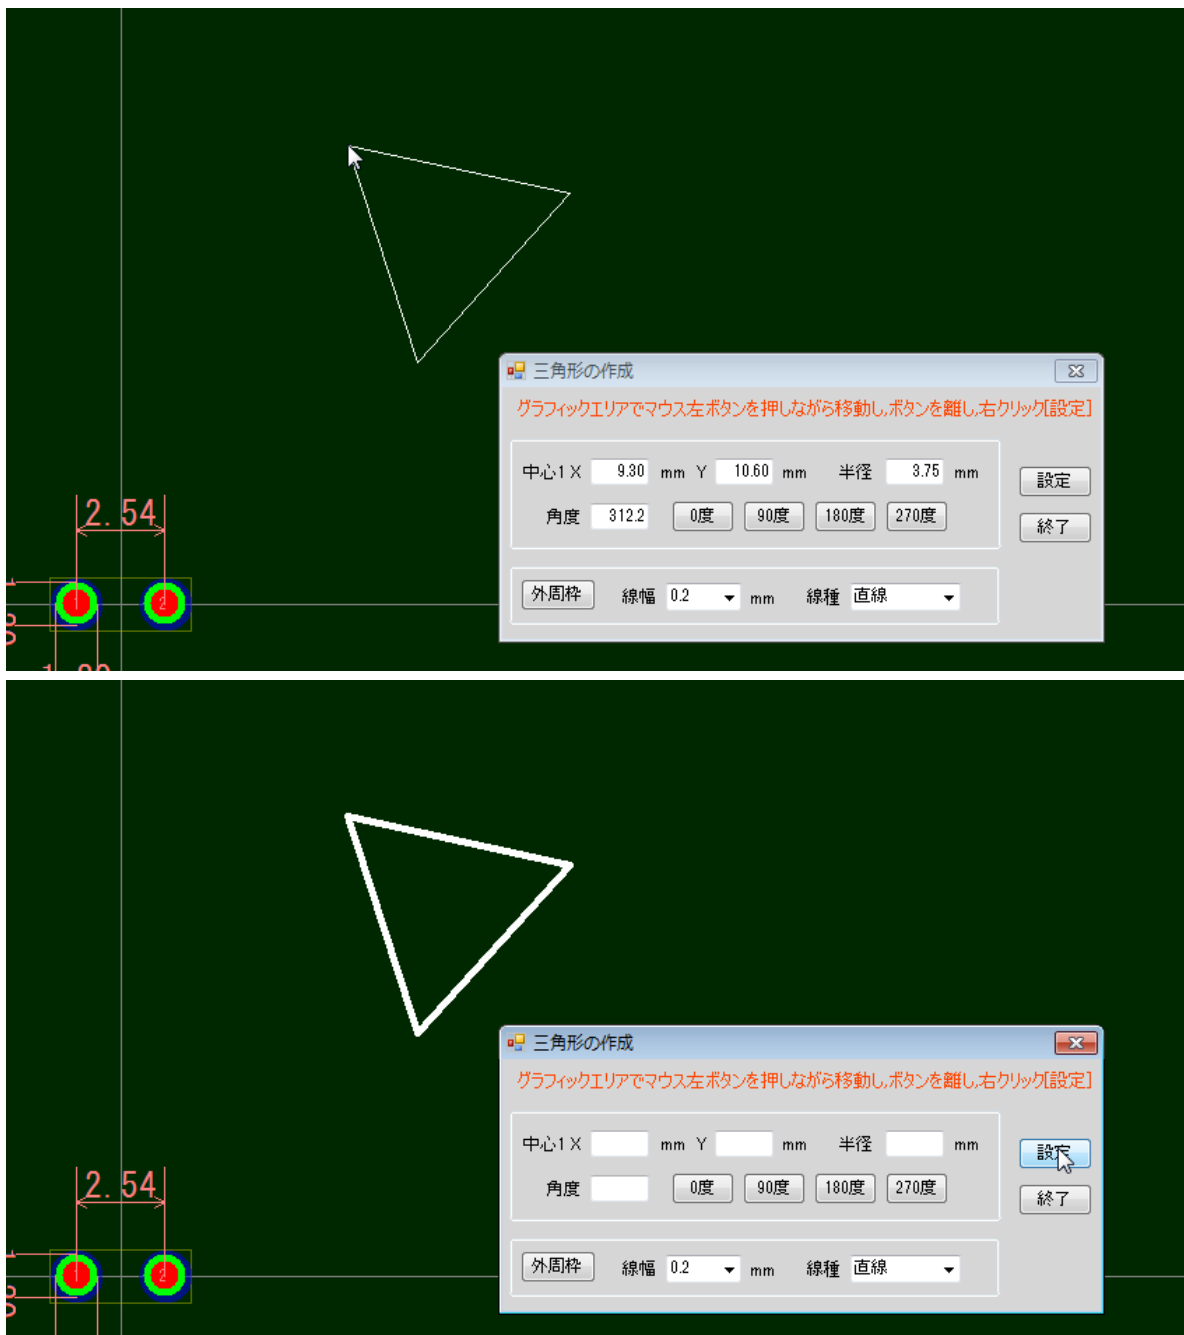 三角形の作成
グラフィックエリアでマウス左ボタンを押しながら移動し,ボタンを離し,右クリック[設定]
中心1 X 9.30 mm Y 10.60 mm 半径 3.75 mm
設定
角度 312.2 0度 90度 180度 270度
終了
2.54
外周枠 線幅 0.2 mm 線種 直線
1 2
三角形の作成
グラフィックエリアでマウス左ボタンを押しながら移動し,ボタンを離し,右クリック[設定]
中心1 X mm Y mm 半径 mm
設定
角度 0度 90度 180度 270度
終了
2.54
外周枠 線幅 0.2 mm 線種 直線
1 2